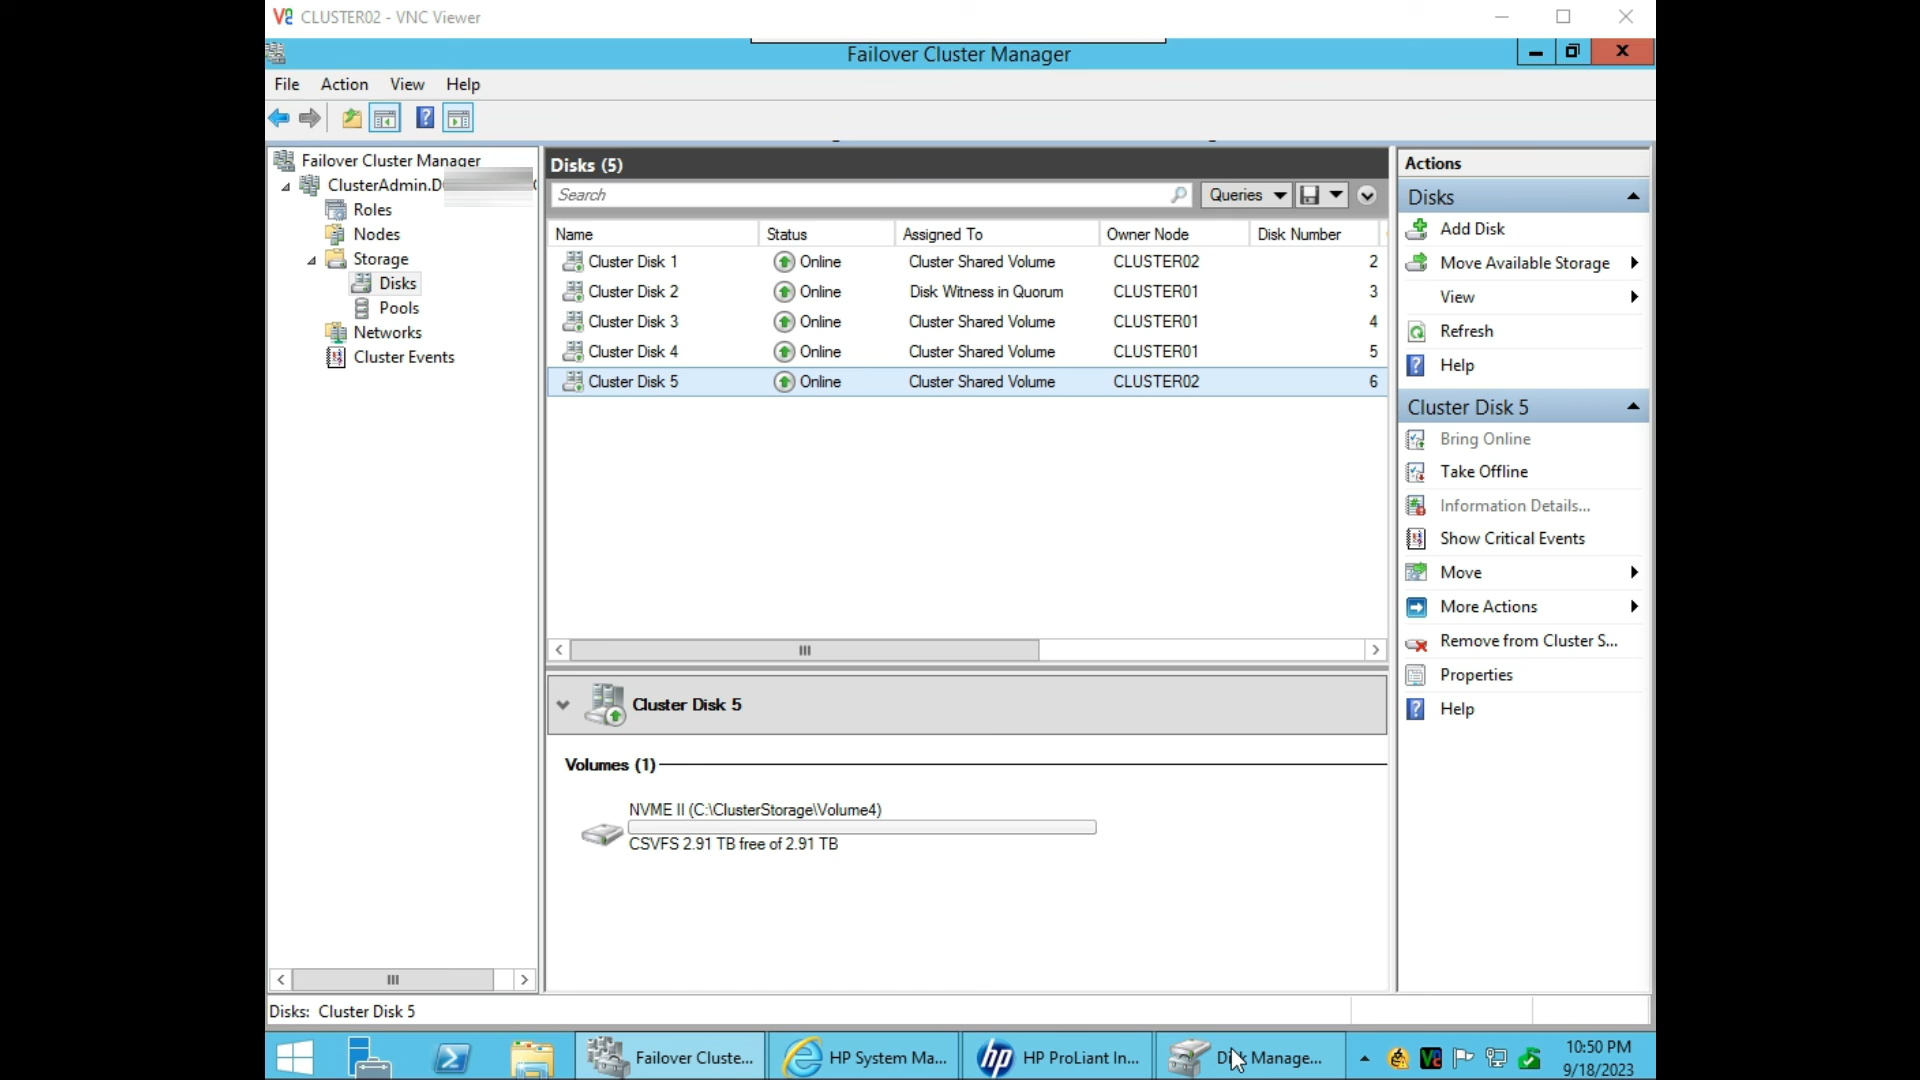 CLUSTER02 - VNC Viewer
Failover Cluster Manager
File Action View Help
Failover Cluster Manager
ClusterAdmin.D
Roles
Nodes
Storage
Disks
Pools
Networks
Cluster Events
Disks (5)
Search
Queries
Name Status Assigned To Owner Node Disk Number
Cluster Disk 1 Online Cluster Shared Volume CLUSTER02 2
Cluster Disk 2 Online Disk Witness in Quorum CLUSTER01 3
Cluster Disk 3 Online Cluster Shared Volume CLUSTER01 4
Cluster Disk 4 Online Cluster Shared Volume CLUSTER01 5
Cluster Disk 5 Online Cluster Shared Volume CLUSTER02 6
Cluster Disk 5
Volumes (1)
NVME II (C:\ClusterStorage\Volume4)
CSVFS 2.91 TB free of 2.91 TB
Actions
Disks
Add Disk
Move Available Storage
View
Refresh
Help
Cluster Disk 5
Bring Online
Take Offline
Information Details...
Show Critical Events
Move
More Actions
Remove from Cluster S...
Properties
Help
Disks: Cluster Disk 5
Failover Cluste...
HP System Ma...
HP ProLiant In...
Disk Manage...
10:50 PM
9/18/2023